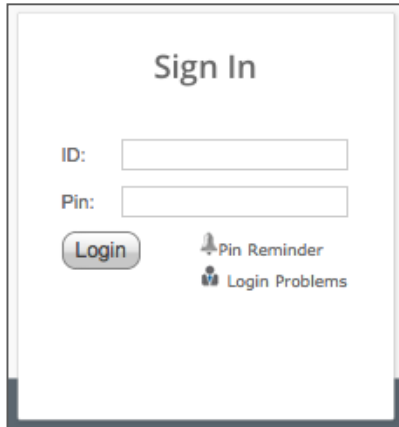 Sign In
ID:
Pin:
Login
Pin Reminder
Login Problems